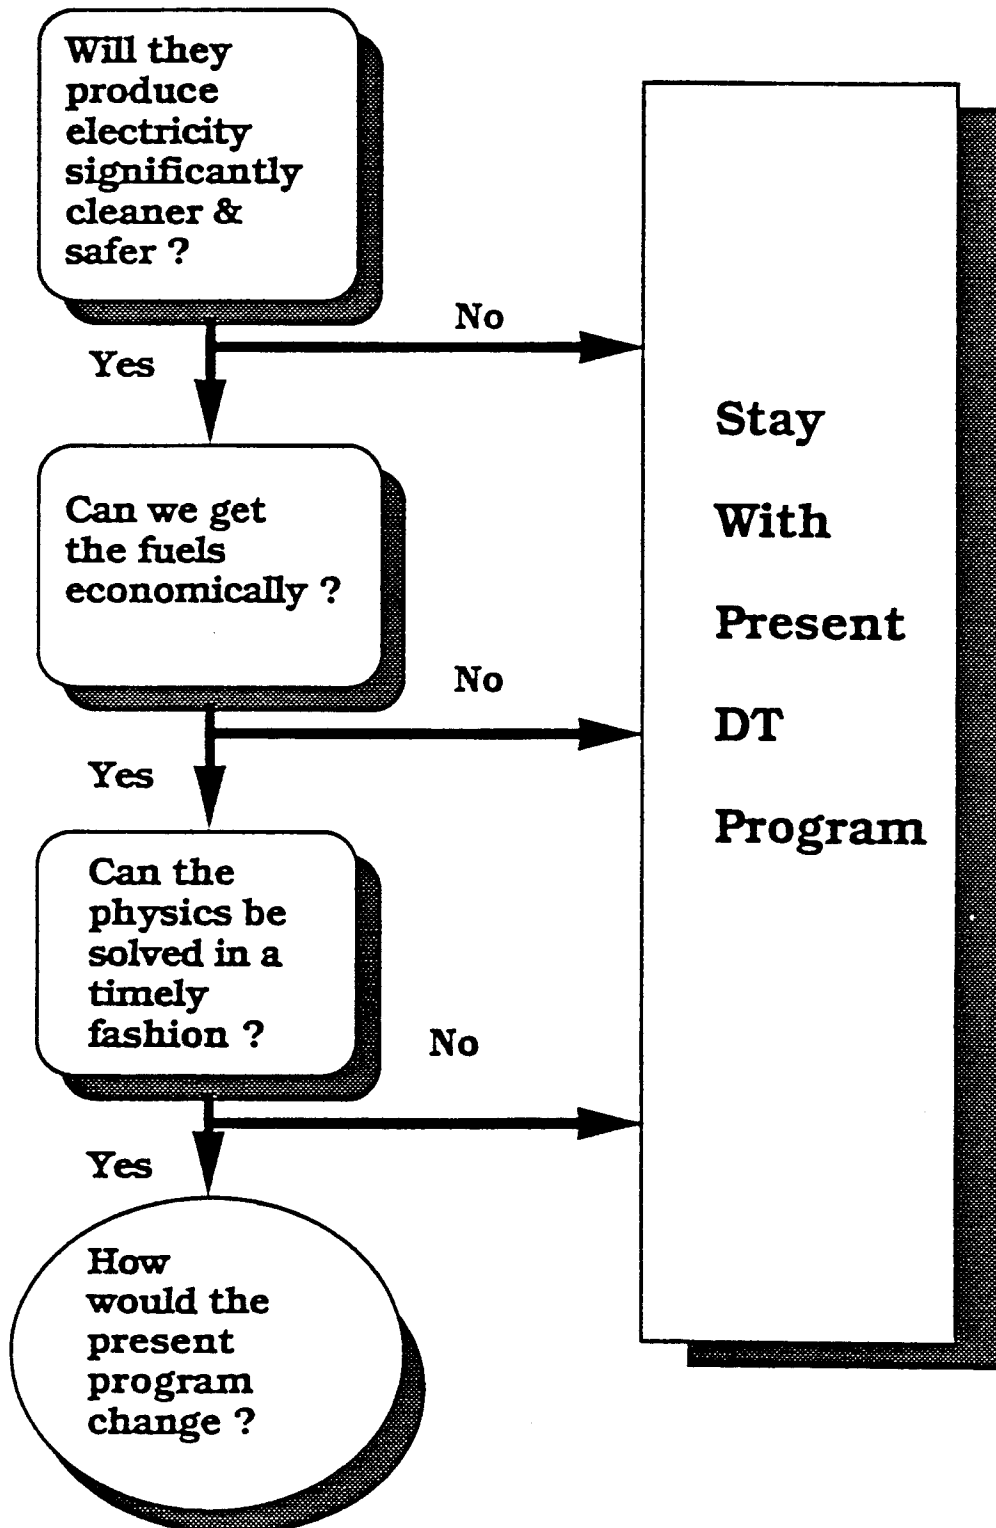 Will they
produce
electricity
significantly
cleaner &
safer ?
No
Yes
Can we get
the fuels
economically ?
No
Yes
Can the
physics be
solved in a
timely
fashion ?
No
Yes
How
would the
present
program
change ?
Stay
With
Present
DT
Program